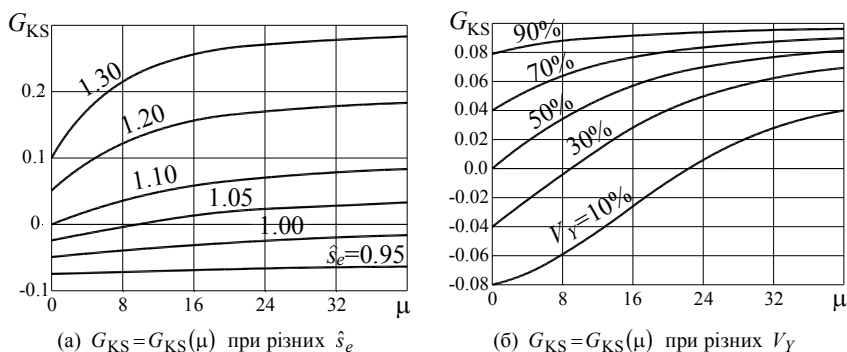 G_KS
0.2
0.1
0.
-0.1
0 8 16 24 32 μ
1.30
1.20
1.10
1.05
1.00
ŝ_e=0.95
(а) G_KS=G_KS(μ) при різних ŝ_e
G_KS
0.08
0.06
0.04
0.02
0.0
-0.02
-0.04
-0.06
-0.08
0 8 16 24 32 μ
90%
70%
50%
30%
V_Y=10%
(б) G_KS=G_KS(μ) при різних V_Y